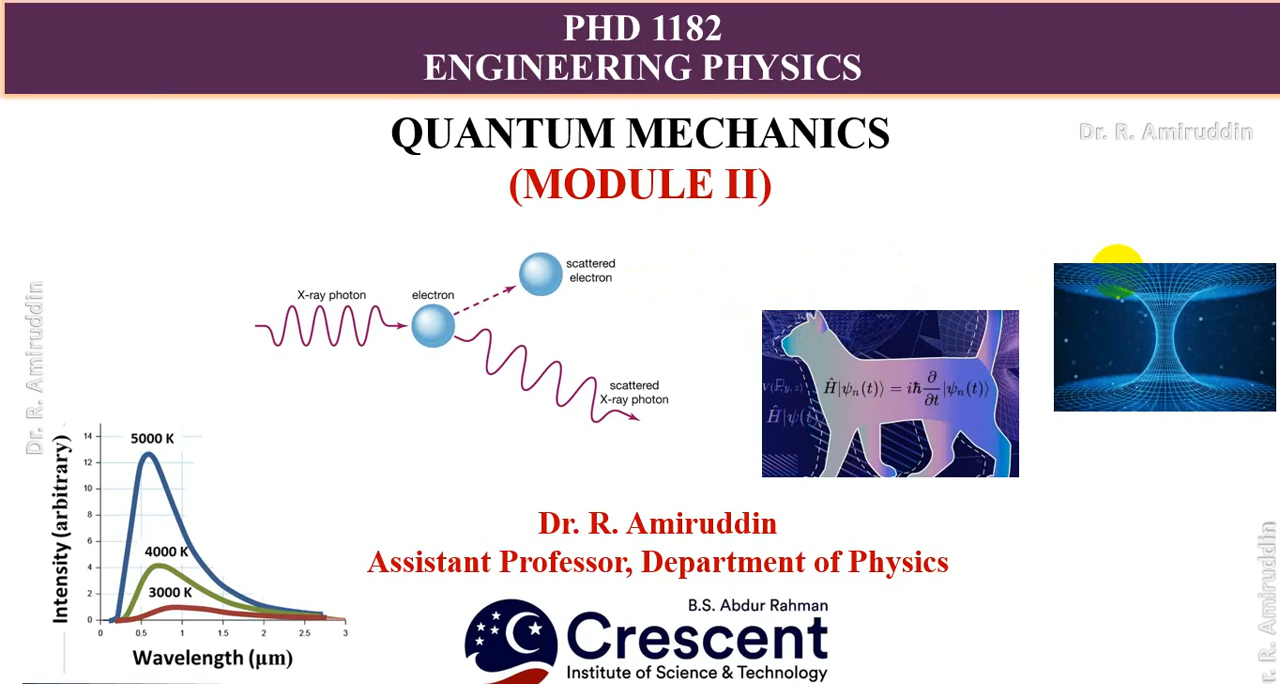 PHD 1182
ENGINEERING PHYSICS
QUANTUM MECHANICS
(MODULE II)
Dr. R. Amiruddin
Dr. R. Amiruddin
X-ray photon
electron
scattered
electron
scattered
X-ray photon
Ĥ|ψₙ(t)⟩ = iħ ∂/∂t |ψₙ(t)⟩
Ĥ|ψ(t)
Intensity (arbitrary)
14
12
10
8
6
4
2
0
5000 K
4000 K
3000 K
0 0.5 1 1.5 2 2.5 3
Wavelength (µm)
Dr. R. Amiruddin
Assistant Professor, Department of Physics
B.S. Abdur Rahman
Crescent
Institute of Science & Technology
r. R. Amiruddin